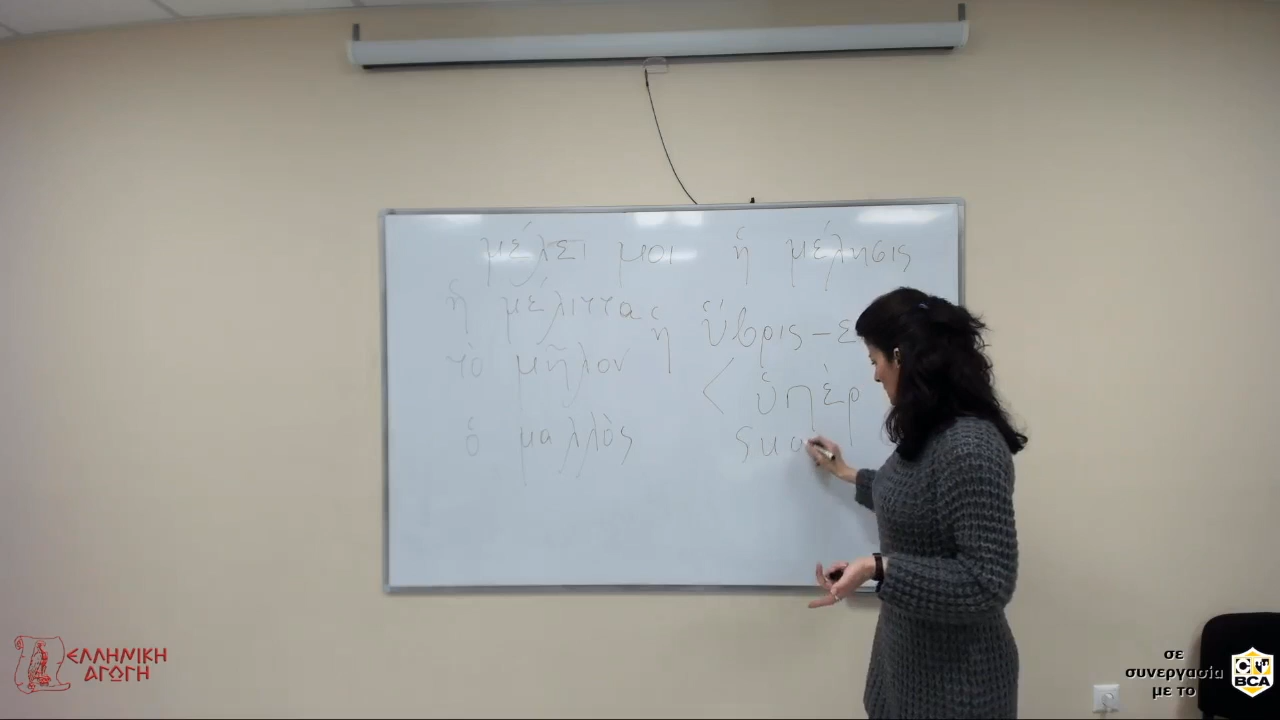 μέλει μοι ἡ μέλησις
ἡ μέλιττα
ἡ ὕβρις - ε
τὸ μῆλον
< ὑπὲρ
ὁ μαλλὸς
ΕΛΛΗΝΙΚΗ
ΑΓΩΓΗ
σε
συνεργασία
με το
BCA